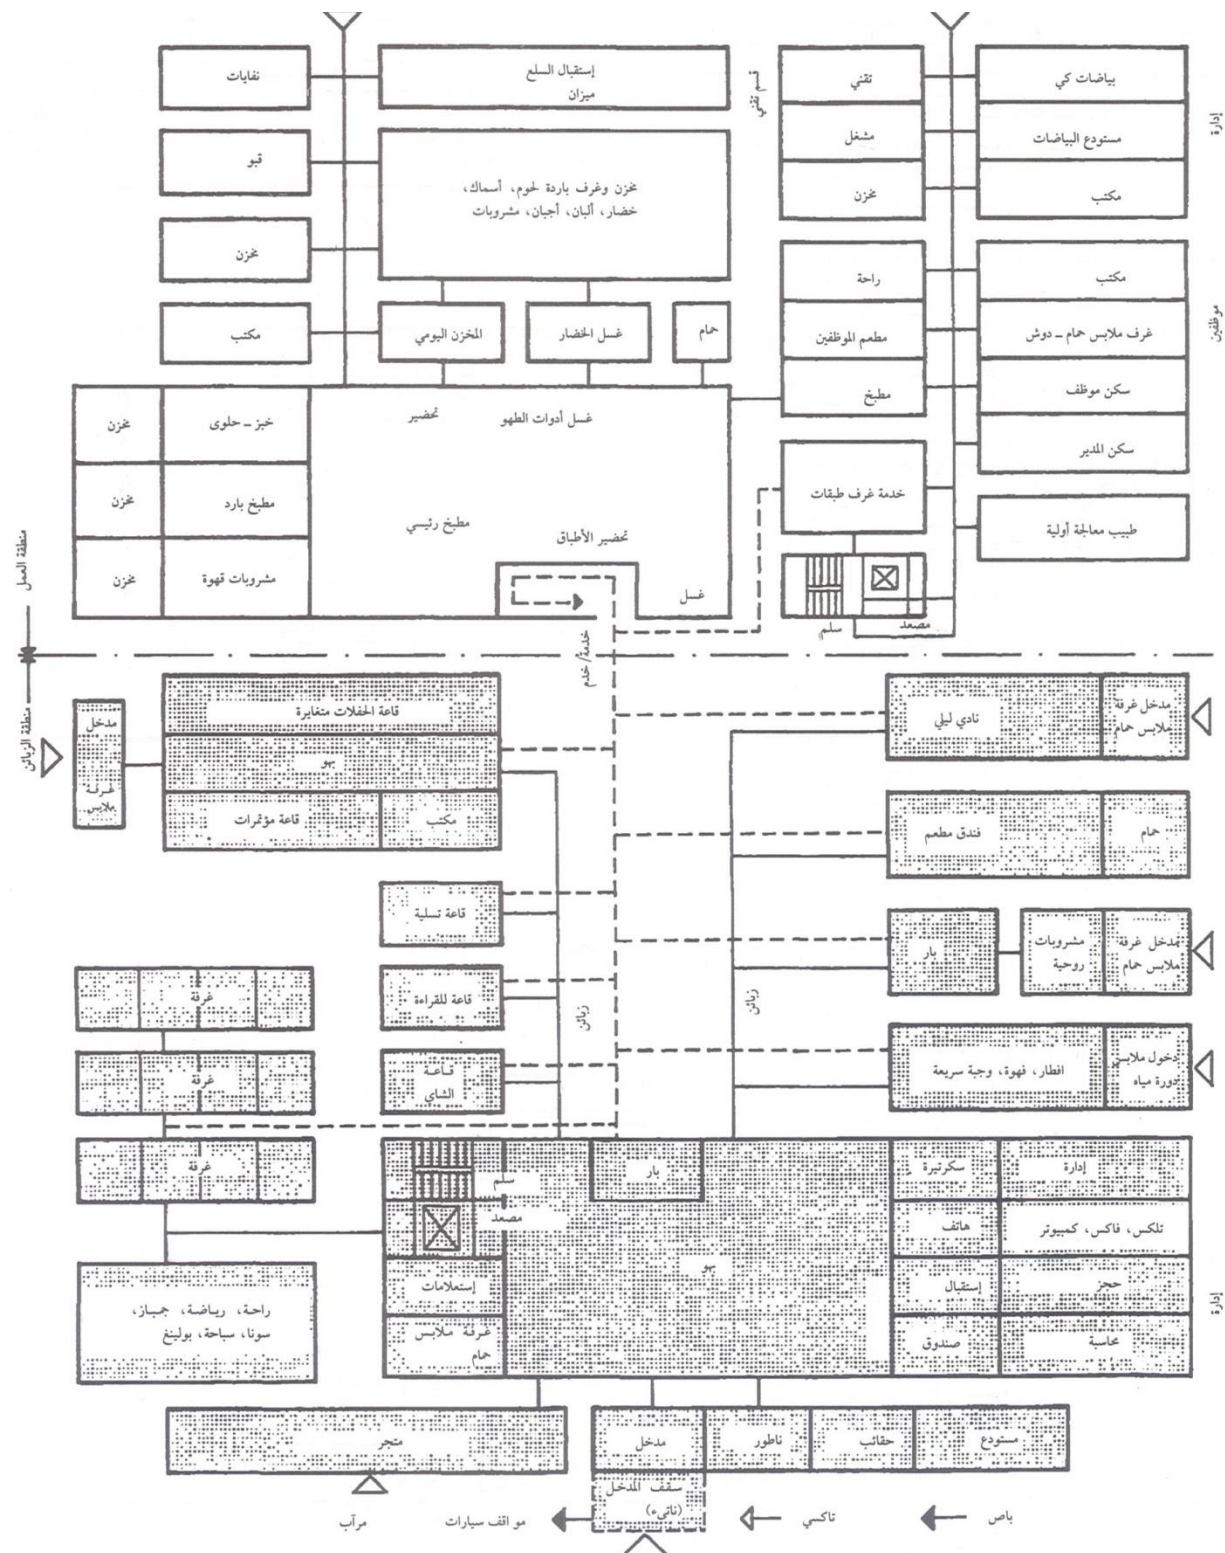 إستقبال السلع
ميزان
نفايات
قبو
مخزن وغرف باردة لحوم، أسماك،
خضار، ألبان، أجبان، مشروبات
مخزن
مكتب
المخزن اليومي
غسل الخضار
حمام
قسم تقني
تقني
بياضات كي
مشغل
مستودع البياضات
مخزن
مكتب
إدارة
راحة
مكتب
مطعم الموظفين
غرف ملابس حمام ـ دوش
مطبخ
سكن موظف
سكن المدير
موظفين
خدمة غرف طبقات
طبيب معالجة أولية
سلم
مصعد
غسل أدوات الطهو
تحضير
خبز ـ حلوى
مخزن
مطبخ بارد
مخزن
مطبخ رئيسي
تحضير الأطباق
مشروبات قهوة
مخزن
غسل
منطقة العمل
منطقة الزبائن
خدمة/خدم
قاعة الحفلات متغايرة
بهو
قاعة مؤتمرات
مكتب
مدخل
غرفة
ملابس
نادي ليلي
مدخل غرفة
ملابس حمام
فندق مطعم
حمام
قاعة تسلية
بار
مشروبات
روحية
مدخل غرفة
ملابس حمام
قاعة للقراءة
زبائن
زبائن
غرفة
غرفة
غرفة
قاعة
الشاي
افطار، قهوة، وجبة سريعة
دخول ملابس
دورة مياه
سلم
مصعد
بار
بهو
سكرتيرة
إدارة
هاتف
تلكس، فاكس، كمبيوتر
إستعلامات
إستقبال
حجز
غرفة ملابس
حمام
صندوق
محاسبة
إدارة
راحة، رياضة، جمباز،
سونا، سباحة، بولينغ
متجر
مدخل
ناطور
حقائب
مستودع
سقف المدخل
(ناتىء)
باص
تاكسي
مواقف سيارات
مرآب